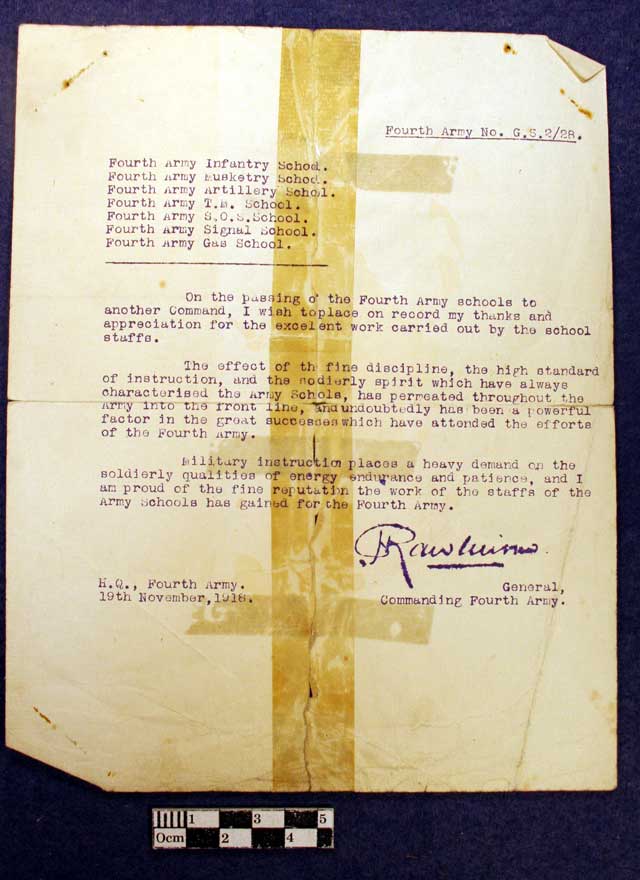 Fourth Army No. G.S.2/28.
Fourth Army Infantry School.
Fourth Army Musketry School.
Fourth Army Artillery School.
Fourth Army T.M. School.
Fourth Army S.O.S.School.
Fourth Army Signal School.
Fourth Army Gas School.
On the passing of the Fourth Army schools to
another Command, I wish toplace on record my thanks and
appreciation for the excelent work carried out by the school
staffs.
The effect of the fine discipline, the high standard
of instruction, and the sodierly spirit which have always
characterised the Army Schols, has permeated throughout the
Army into the front line, andundoubtedly has been a powerful
factor in the great successes which have attended the efforts
of the Fourth Army.
Military instruction places a heavy demand on the
soldierly qualities of energy endurance and patience, and I
am proud of the fine reputation the work of the staffs of the
Army Schools has gained for the Fourth Army.
HRawlinson.
H.Q., Fourth Army.
19th November,1918.
General,
Commanding Fourth Army.
0cm 1 2 3 4 5